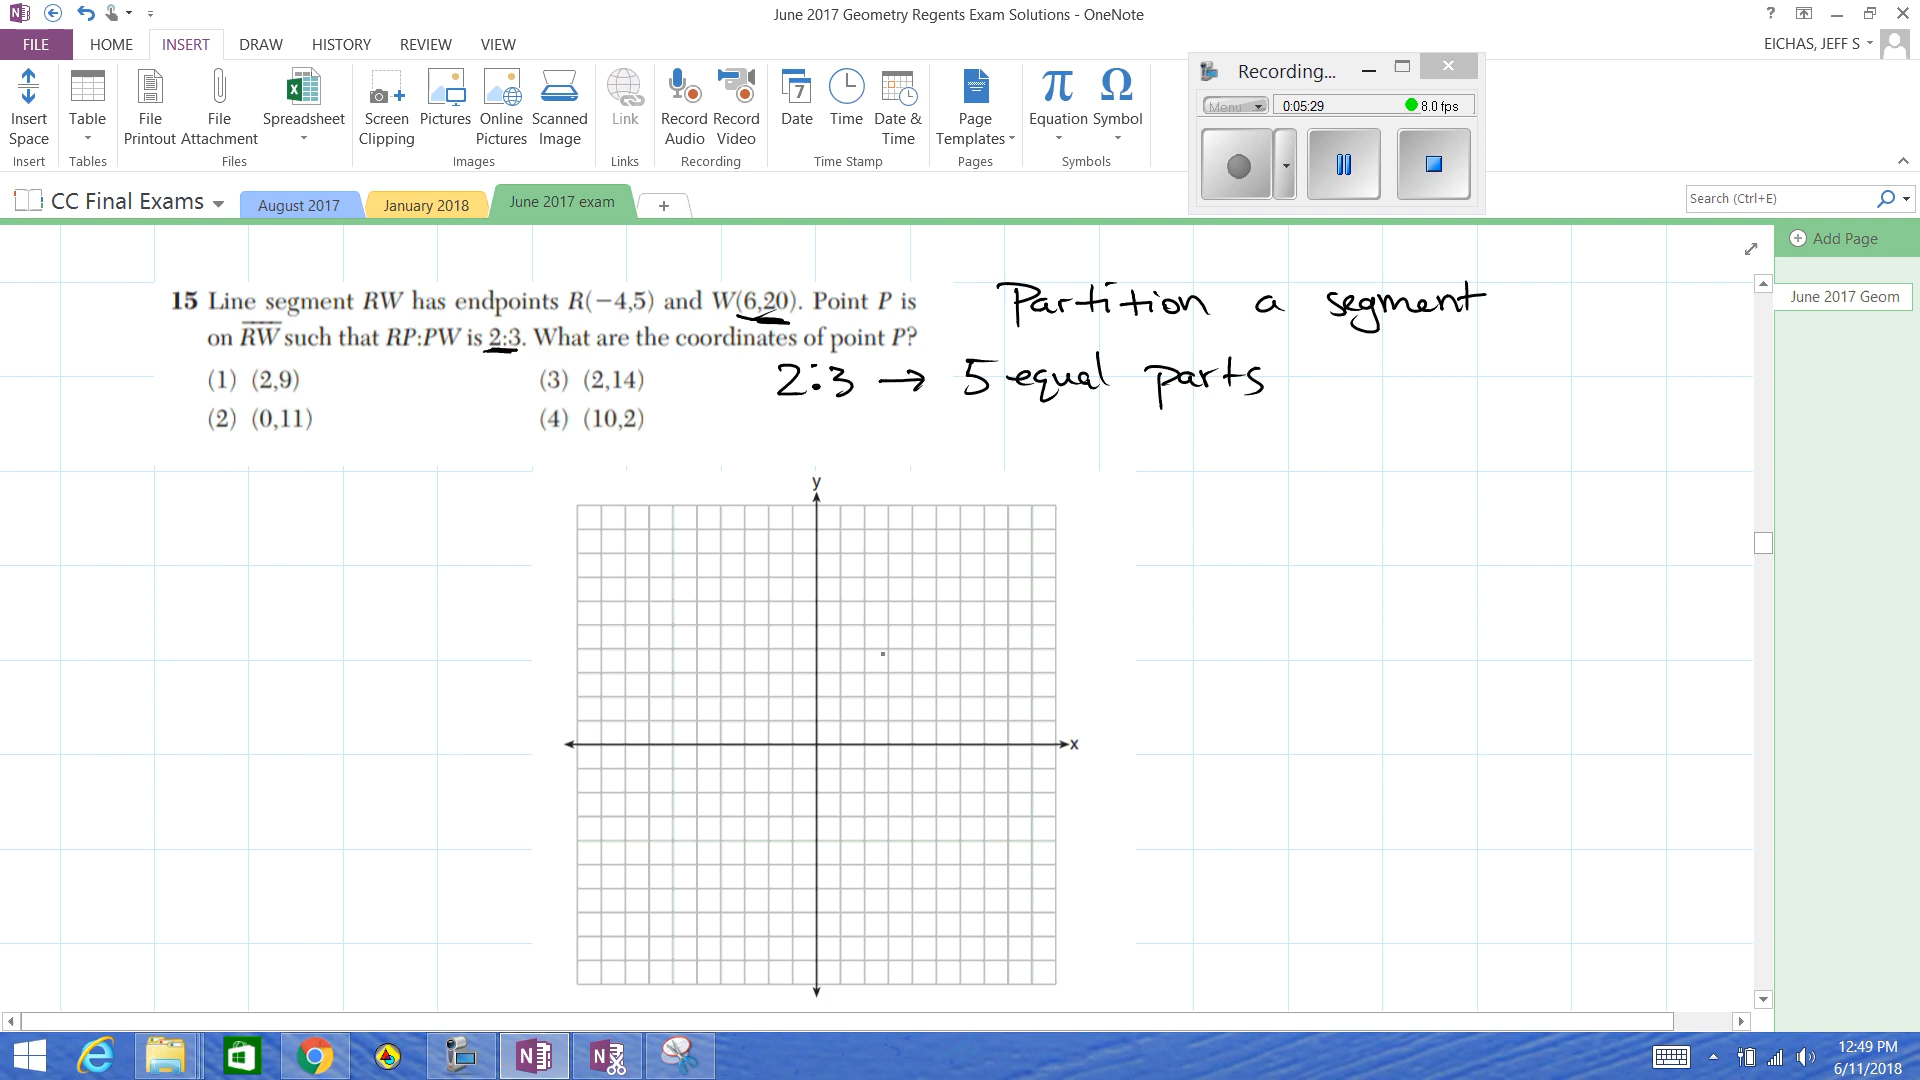 June 2017 Geometry Regents Exam Solutions - OneNote
?
FILE HOME INSERT DRAW HISTORY REVIEW VIEW
EICHAS, JEFF S
Insert Space
Table
File Printout
File Attachment
Spreadsheet
Screen Clipping
Pictures
Online Pictures
Scanned Image
Link
Record Audio
Record Video
Date
Time
Date & Time
Page Templates
π Equation
Ω Symbol
Insert Tables Files Images Links Recording Time Stamp Pages Symbols
Recording...
Menu 0:05:29 8.0 fps
CC Final Exams August 2017 January 2018 June 2017 exam +
Search (Ctrl+E)
Add Page
June 2017 Geom
15 Line segment RW has endpoints R(−4,5) and W(6,20). Point P is
on RW such that RP:PW is 2:3. What are the coordinates of point P?
(1) (2,9) (3) (2,14)
(2) (0,11) (4) (10,2)
Partition a segment
2:3 → 5 equal parts
y
x
12:49 PM
6/11/2018